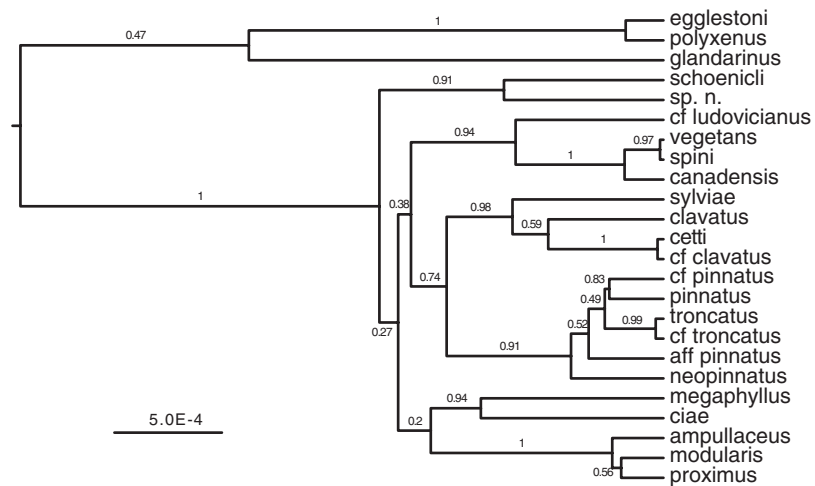 egglestoni
1
polyxenus
0.47
glandarinus
schoenicli
0.91
sp. n.
cf ludovicianus
0.94
vegetans
0.97
spini
1
canadensis
1
sylviae
0.38
0.98
clavatus
0.59
cetti
1
cf clavatus
0.74
cf pinnatus
0.83
pinnatus
0.49
troncatus
0.52
0.99
cf troncatus
0.27
0.91
aff pinnatus
neopinnatus
megaphyllus
0.94
ciae
0.2
5.0E-4
ampullaceus
1
modularis
0.56
proximus